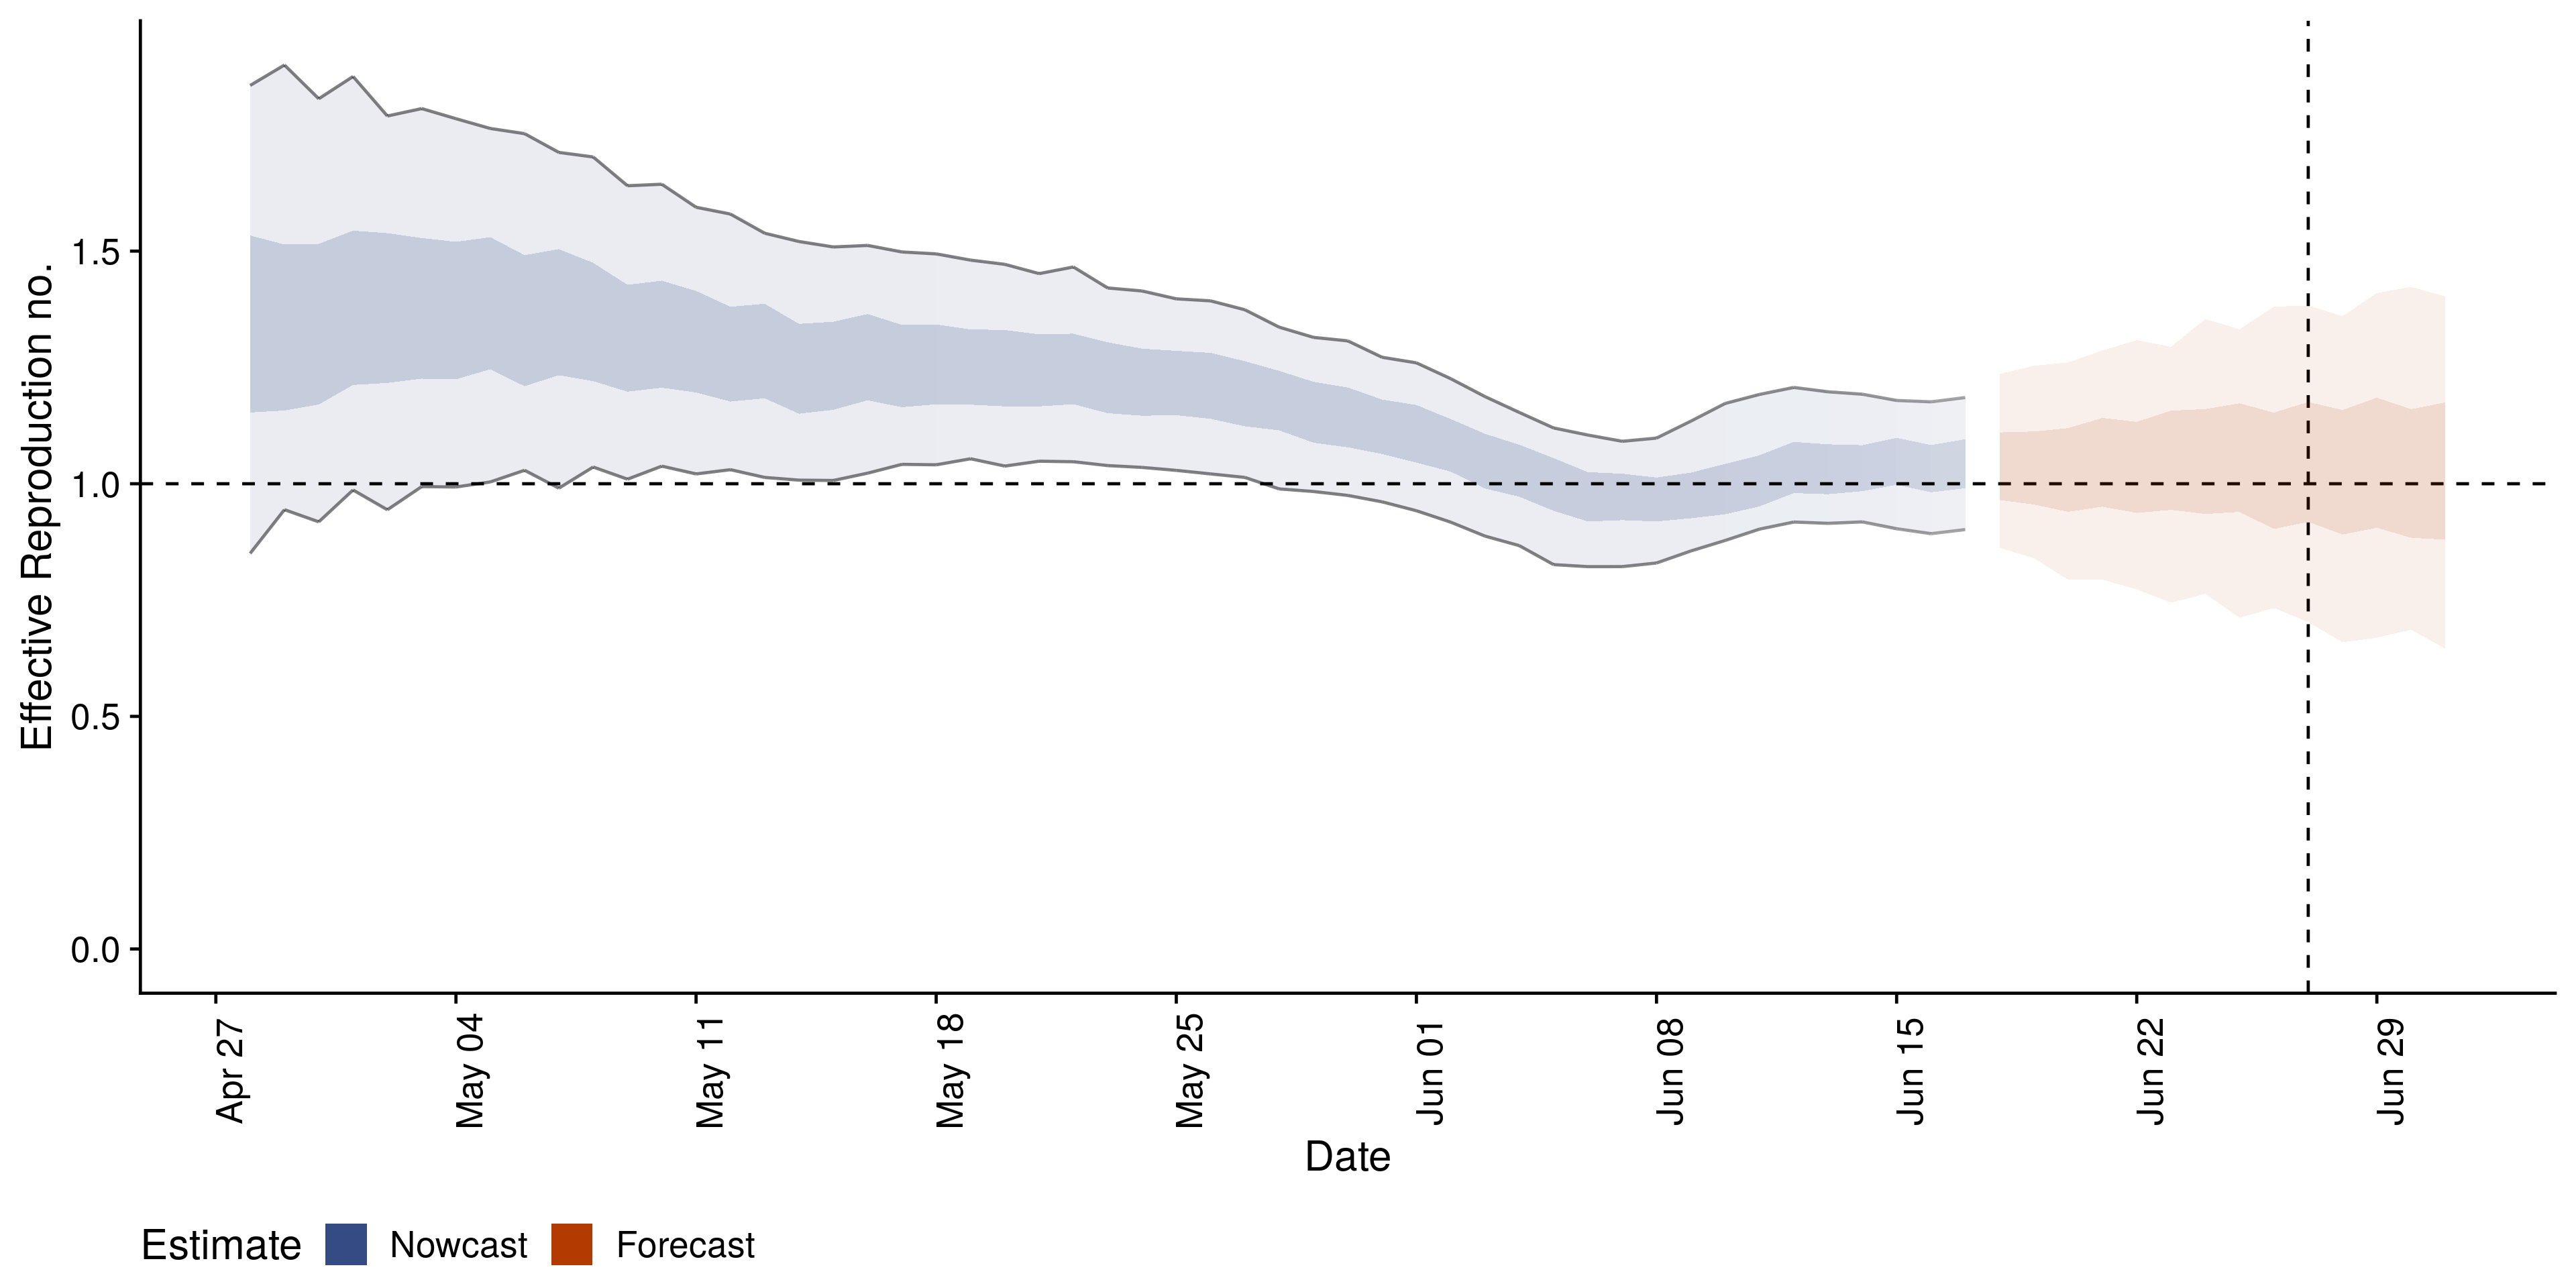 Effective Reproduction no.
1.5
1.0
0.5
0.0
Apr 27
May 04
May 11
May 18
May 25
Jun 01
Jun 08
Jun 15
Jun 22
Jun 29
Date
Estimate Nowcast Forecast